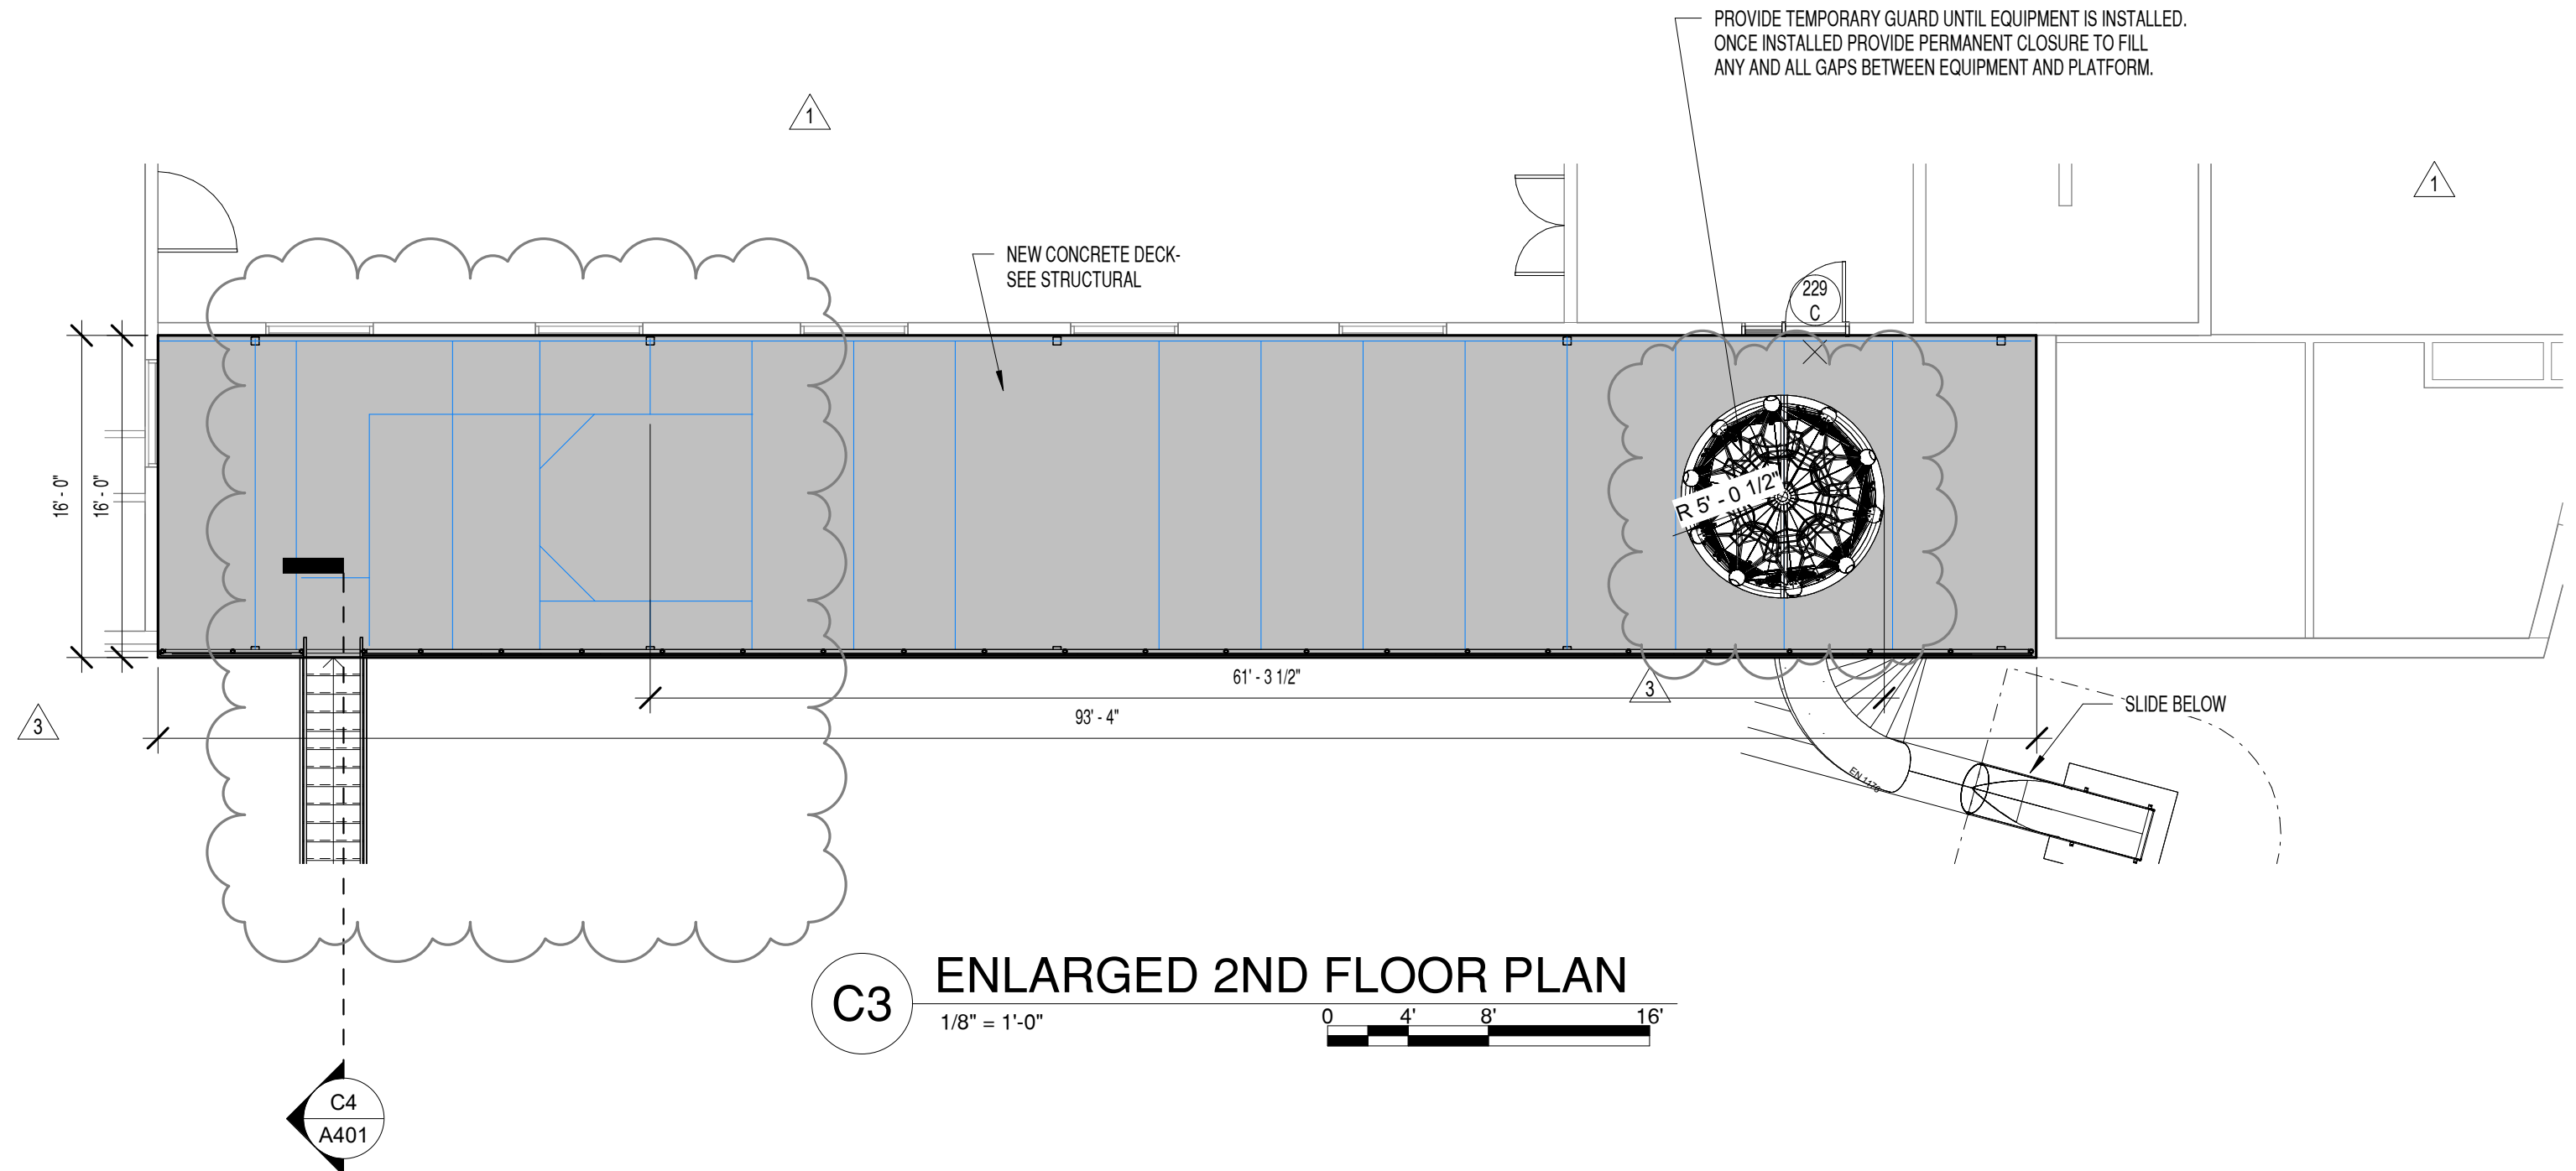 PROVIDE TEMPORARY GUARD UNTIL EQUIPMENT IS INSTALLED.
ONCE INSTALLED PROVIDE PERMANENT CLOSURE TO FILL
ANY AND ALL GAPS BETWEEN EQUIPMENT AND PLATFORM.
1
1
NEW CONCRETE DECK-
SEE STRUCTURAL
229
C
16' - 0"
16' - 0"
R 5' - 0 1/2"
61' - 3 1/2"
3
93' - 4"
3
SLIDE BELOW
EN 1176
C3
ENLARGED 2ND FLOOR PLAN
1/8" = 1'-0"
0 4' 8' 16'
C4
A401